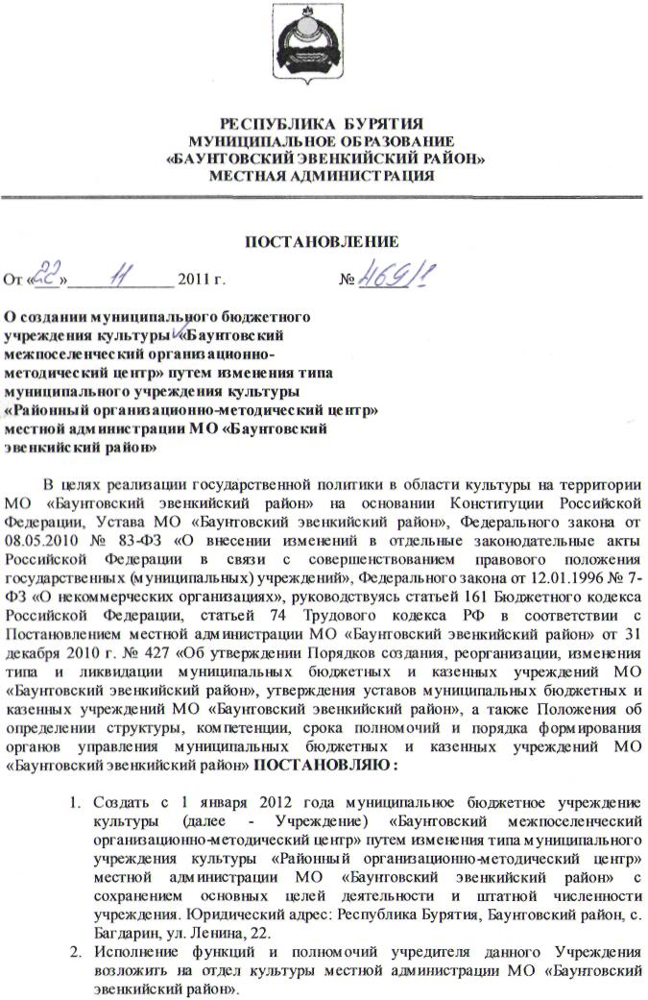 РЕСПУБЛИКА БУРЯТИЯ
МУНИЦИПАЛЬНОЕ ОБРАЗОВАНИЕ
«БАУНТОВСКИЙ ЭВЕНКИЙСКИЙ РАЙОН»
МЕСТНАЯ АДМИНИСТРАЦИЯ
ПОСТАНОВЛЕНИЕ
От «22» 11 2011 г. № 469/1
О создании муниципального бюджетного
учреждения культуры «Баунтовский
межпоселенческий организационно-
методический центр» путем изменения типа
муниципального учреждения культуры
«Районный организационно-методический центр»
местной администрации МО «Баунтовский
эвенкийский район»
В целях реализации государственной политики в области культуры на территории
МО «Баунтовский эвенкийский район» на основании Конституции Российской
Федерации, Устава МО «Баунтовский эвенкийский район», Федерального закона от
08.05.2010 № 83-ФЗ «О внесении изменений в отдельные законодательные акты
Российской Федерации в связи с совершенствованием правового положения
государственных (муниципальных) учреждений», Федерального закона от 12.01.1996 № 7-
ФЗ «О некоммерческих организациях», руководствуясь статьей 161 Бюджетного кодекса
Российской Федерации, статьей 74 Трудового кодекса РФ в соответствии с
Постановлением местной администрации МО «Баунтовский эвенкийский район» от 31
декабря 2010 г. № 427 «Об утверждении Порядков создания, реорганизации, изменения
типа и ликвидации муниципальных бюджетных и казенных учреждений МО
«Баунтовский эвенкийский район», утверждения уставов муниципальных бюджетных и
казенных учреждений МО «Баунтовский эвенкийский район», а также Положения об
определении структуры, компетенции, срока полномочий и порядка формирования
органов управления муниципальных бюджетных и казенных учреждений МО
«Баунтовский эвенкийский район» ПОСТАНОВЛЯЮ:
1. Создать с 1 января 2012 года муниципальное бюджетное учреждение
культуры (далее - Учреждение) «Баунтовский межпоселенческий
организационно-методический центр» путем изменения типа муниципального
учреждения культуры «Районный организационно-методический центр»
местной администрации МО «Баунтовский эвенкийский район» с
сохранением основных целей деятельности и штатной численности
учреждения. Юридический адрес: Республика Бурятия, Баунтовский район, с.
Багдарин, ул. Ленина, 22.
2. Исполнение функций и полномочий учредителя данного Учреждения
возложить на отдел культуры местной администрации МО «Баунтовский
эвенкийский район».